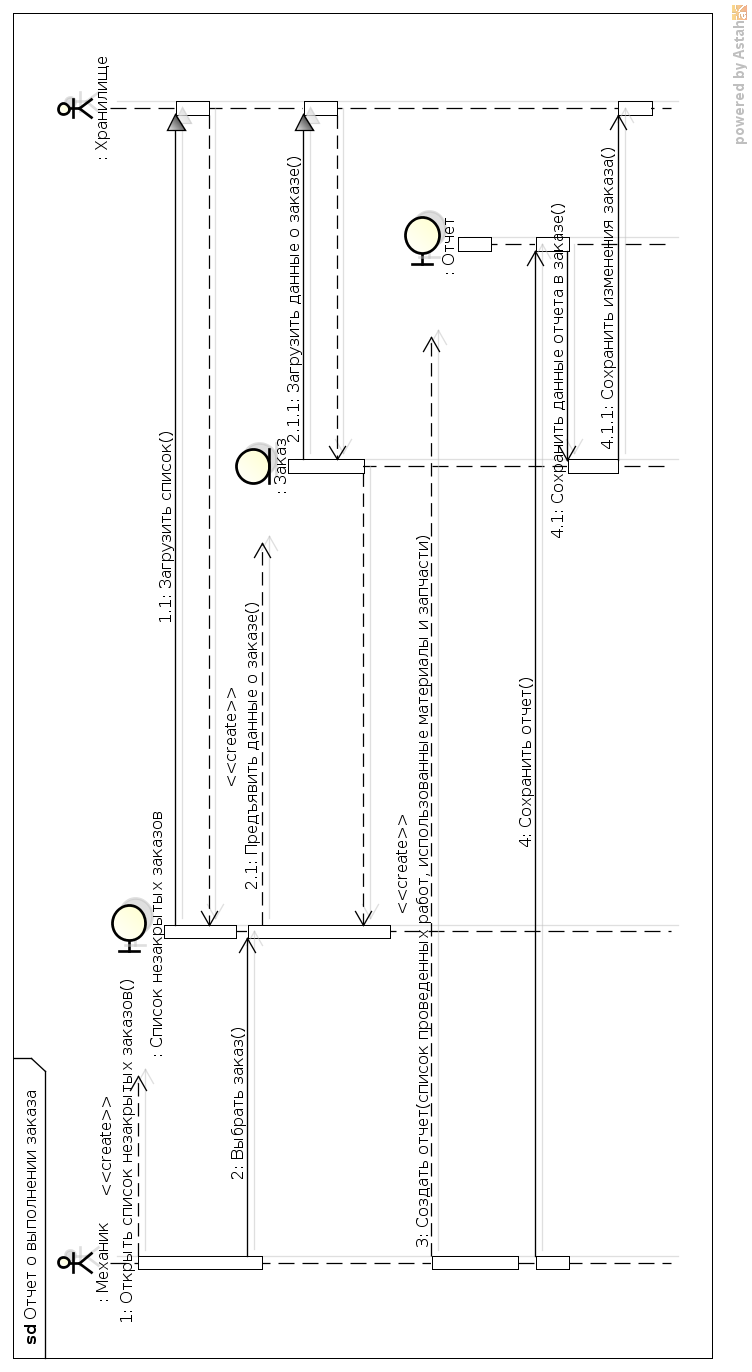 sd Отчет о выполнении заказа
: Механик
<<create>>
1: Открыть список незакрытых заказов()
: Список незакрытых заказов
: Хранилище
1.1: Загрузить список()
2: Выбрать заказ()
<<create>>
2.1: Предъявить данные о заказе()
: Заказ
2.1.1: Загрузить данные о заказе()
<<create>>
3: Создать отчет(список проведенных работ, использованные материалы и запчасти)
: Отчет
4: Сохранить отчет()
4.1: Сохранить данные отчета в заказе()
4.1.1: Сохранить изменения заказа()
powered by Astah